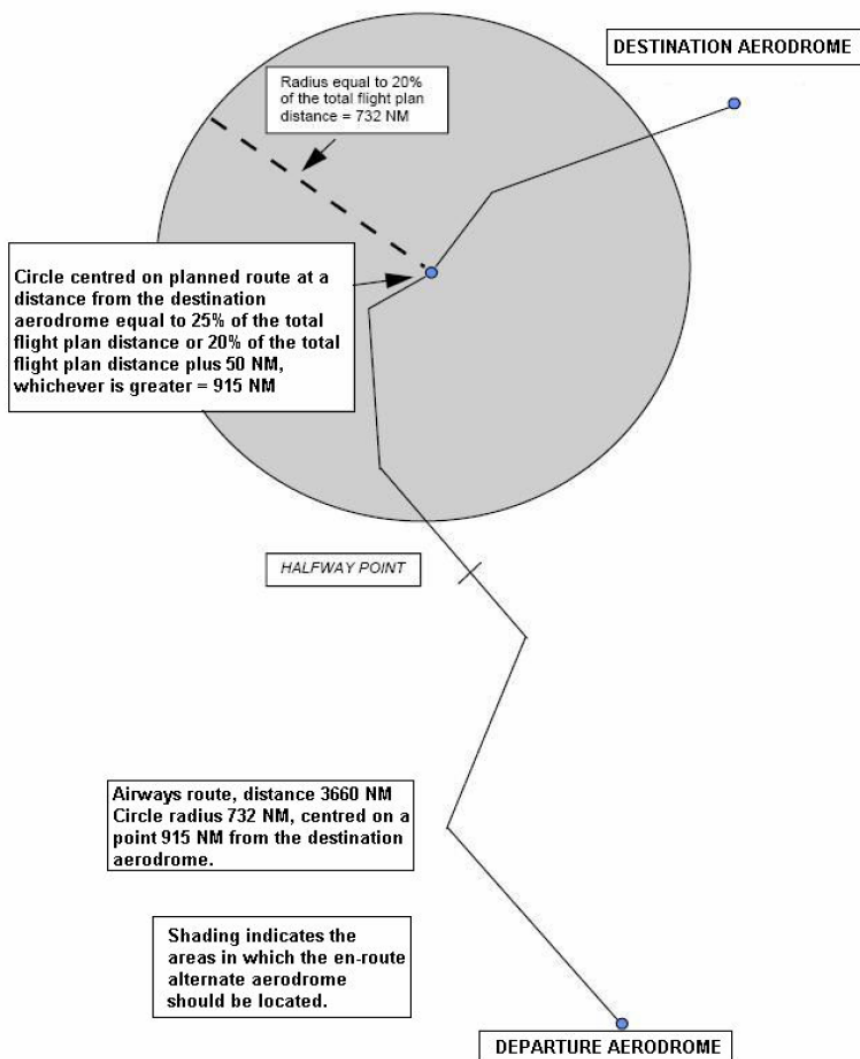 DESTINATION AERODROME
Radius equal to 20%
of the total flight plan
distance = 732 NM
Circle centred on planned route at a
distance from the destination
aerodrome equal to 25% of the total
flight plan distance or 20% of the total
flight plan distance plus 50 NM,
whichever is greater = 915 NM
HALFWAY POINT
Airways route, distance 3660 NM
Circle radius 732 NM, centred on a
point 915 NM from the destination
aerodrome.
Shading indicates the
areas in which the en-route
alternate aerodrome
should be located.
DEPARTURE AERODROME